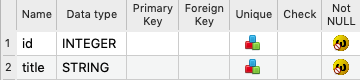 Name Data type Primary Key Foreign Key Unique Check Not NULL
1 id INTEGER
2 title STRING